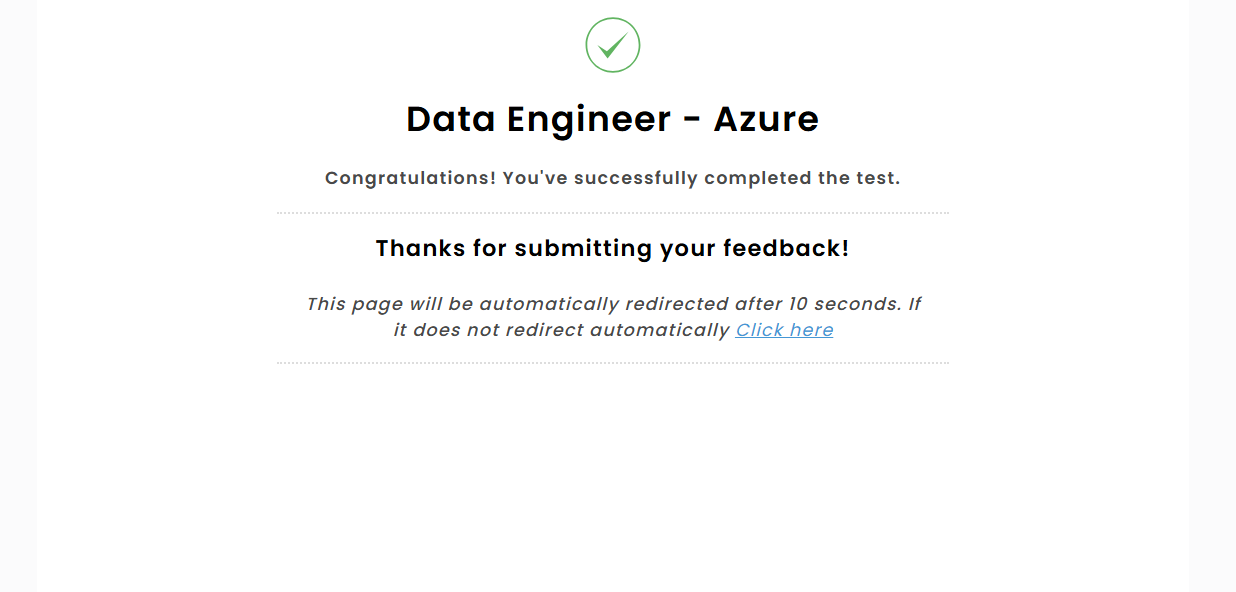 Data Engineer - Azure
Congratulations! You've successfully completed the test.
Thanks for submitting your feedback!
This page will be automatically redirected after 10 seconds. If
it does not redirect automatically Click here